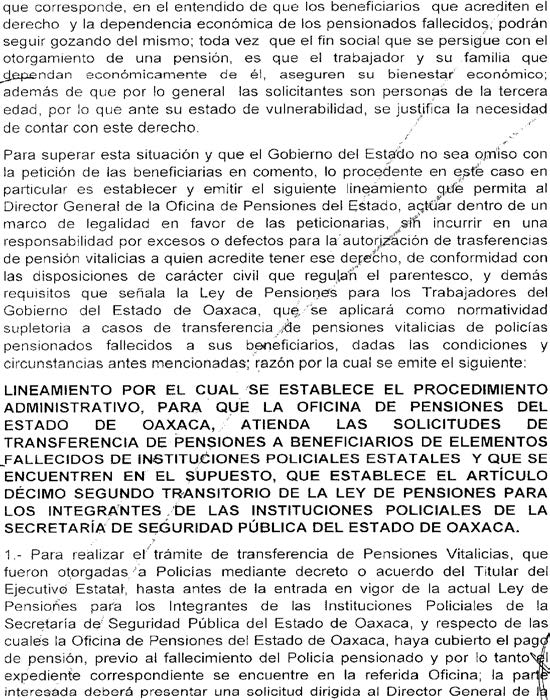 que corresponde, en el entendido de que los beneficiarios que acrediten el
derecho y la dependencia económica de los pensionados fallecidos, podrán
seguir gozando del mismo; toda vez que el fin social que se persigue con el
otorgamiento de una pensión, es que el trabajador y su familia que
dependan económicamente de él, aseguren su bienestar económico;
además de que por lo general las solicitantes son personas de la tercera
edad, por lo que ante su estado de vulnerabilidad, se justifica la necesidad
de contar con este derecho.
Para superar esta situación y que el Gobierno del Estado no sea omiso con
la petición de las beneficiarias en comento, lo procedente en este caso en
particular es establecer y emitir el siguiente lineamiento que permita al
Director General de la Oficina de Pensiones del Estado, actuar dentro de un
marco de legalidad en favor de las peticionarias, sin incurrir en una
responsabilidad por excesos o defectos para la autorización de trasferencias
de pensión vitalicias a quien acredite tener ese derecho, de conformidad con
las disposiciones de carácter civil que regulan el parentesco, y demás
requisitos que señala la Ley de Pensiones para los Trabajadores del
Gobierno del Estado de Oaxaca, que se aplicará como normatividad
supletoria a casos de transferencia de pensiones vitalicias de policías
pensionados fallecidos a sus beneficiarios, dadas las condiciones y
circunstancias antes mencionadas; razón por la cual se emite el siguiente:
LINEAMIENTO POR EL CUAL SE ESTABLECE EL PROCEDIMIENTO
ADMINISTRATIVO, PARA QUE LA OFICINA DE PENSIONES DEL
ESTADO DE OAXACA, ATIENDA LAS SOLICITUDES DE
TRANSFERENCIA DE PENSIONES A BENEFICIARIOS DE ELEMENTOS
FALLECIDOS DE INSTITUCIONES POLICIALES ESTATALES Y QUE SE
ENCUENTREN EN EL SUPUESTO, QUE ESTABLECE EL ARTÍCULO
DÉCIMO SEGUNDO TRANSITORIO DE LA LEY DE PENSIONES PARA
LOS INTEGRANTES DE LAS INSTITUCIONES POLICIALES DE LA
SECRETARÍA DE SEGURIDAD PÚBLICA DEL ESTADO DE OAXACA.
1.- Para realizar el trámite de transferencia de Pensiones Vitalicias, que
fueron otorgadas a Policías mediante decreto o acuerdo del Titular del
Ejecutivo Estatal, hasta antes de la entrada en vigor de la actual Ley de
Pensiones para los Integrantes de las Instituciones Policiales de la
Secretaría de Seguridad Pública del Estado de Oaxaca, y respecto de las
cuales la Oficina de Pensiones del Estado de Oaxaca, haya cubierto el pago
de pensión, previo al fallecimiento del Policía pensionado y por lo tanto el
expediente correspondiente se encuentre en la referida Oficina; la parte
interesada deberá presentar una solicitud dirigida al Director General de